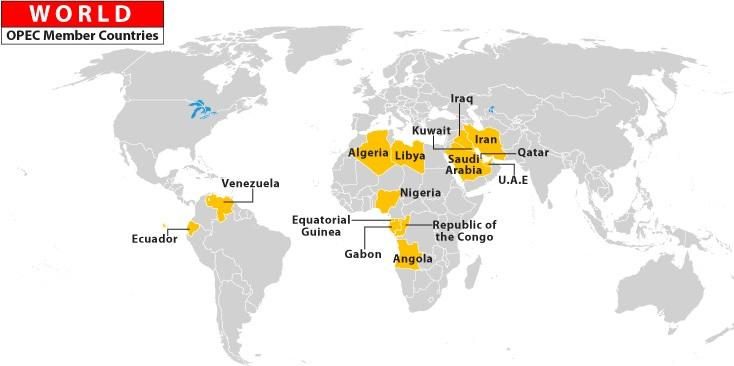 WORLD
OPEC Member Countries
Iraq
Kuwait
Iran
Algeria
Libya
Qatar
Saudi
Arabia
U.A.E
Venezuela
Nigeria
Equatorial
Guinea
Republic of
the Congo
Ecuador
Gabon
Angola